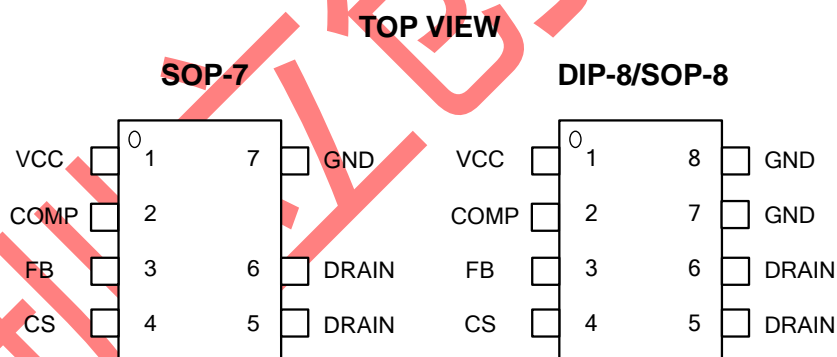 TOP VIEW
SOP-7 DIP-8/SOP-8
VCC 1 7 GND VCC 1 8 GND
COMP 2 COMP 2 7 GND
FB 3 6 DRAIN FB 3 6 DRAIN
CS 4 5 DRAIN CS 4 5 DRAIN